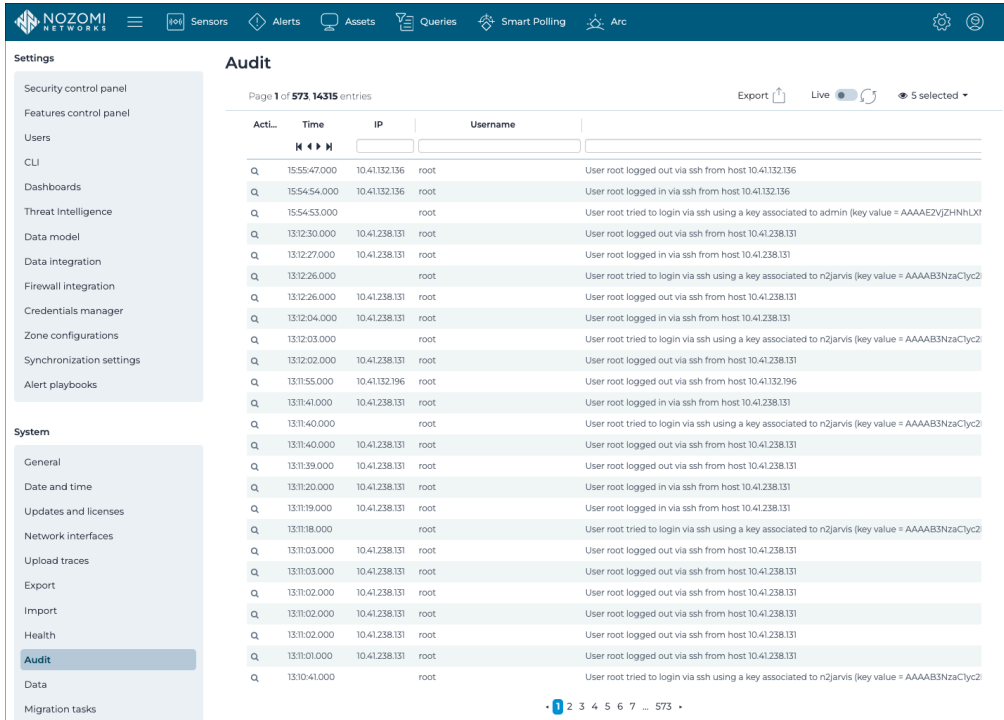 NOZOMI NETWORKS Sensors Alerts Assets Queries Smart Polling Arc
Settings
Security control panel
Features control panel
Users
CLI
Dashboards
Threat Intelligence
Data model
Data integration
Firewall integration
Credentials manager
Zone configurations
Synchronization settings
Alert playbooks
System
General
Date and time
Updates and licenses
Network interfaces
Upload traces
Export
Import
Health
Audit
Data
Migration tasks
Audit
Page 1 of 573, 14315 entries Export Live 5 selected
Acti... Time IP Username
15:55:47.000 10.41.132.136 root User root logged out via ssh from host 10.41.132.136
15:54:54.000 10.41.132.136 root User root logged in via ssh from host 10.41.132.136
15:54:53.000 root User root tried to login via ssh using a key associated to admin (key value = AAAAE2VjZHNhLXN
13:12:30.000 10.41.238.131 root User root logged out via ssh from host 10.41.238.131
13:12:27.000 10.41.238.131 root User root logged in via ssh from host 10.41.238.131
13:12:26.000 root User root tried to login via ssh using a key associated to n2jarvis (key value = AAAAB3NzaC1yc2
13:12:26.000 10.41.238.131 root User root logged out via ssh from host 10.41.238.131
13:12:04.000 10.41.238.131 root User root logged in via ssh from host 10.41.238.131
13:12:03.000 root User root tried to login via ssh using a key associated to n2jarvis (key value = AAAAB3NzaC1yc2
13:12:02.000 10.41.238.131 root User root logged out via ssh from host 10.41.238.131
13:11:55.000 10.41.132.196 root User root logged out via ssh from host 10.41.132.196
13:11:41.000 10.41.238.131 root User root logged in via ssh from host 10.41.238.131
13:11:40.000 root User root tried to login via ssh using a key associated to n2jarvis (key value = AAAAB3NzaC1yc2
13:11:40.000 10.41.238.131 root User root logged out via ssh from host 10.41.238.131
13:11:39.000 10.41.238.131 root User root logged out via ssh from host 10.41.238.131
13:11:20.000 10.41.238.131 root User root logged in via ssh from host 10.41.238.131
13:11:19.000 10.41.238.131 root User root logged in via ssh from host 10.41.238.131
13:11:18.000 root User root tried to login via ssh using a key associated to n2jarvis (key value = AAAAB3NzaC1yc2
13:11:03.000 10.41.238.131 root User root logged out via ssh from host 10.41.238.131
13:11:03.000 10.41.238.131 root User root logged out via ssh from host 10.41.238.131
13:11:02.000 10.41.238.131 root User root logged out via ssh from host 10.41.238.131
13:11:02.000 10.41.238.131 root User root logged out via ssh from host 10.41.238.131
13:11:02.000 10.41.238.131 root User root logged out via ssh from host 10.41.238.131
13:11:01.000 10.41.238.131 root User root logged out via ssh from host 10.41.238.131
13:10:41.000 root User root tried to login via ssh using a key associated to n2jarvis (key value = AAAAB3NzaC1yc2
1 2 3 4 5 6 7 ... 573